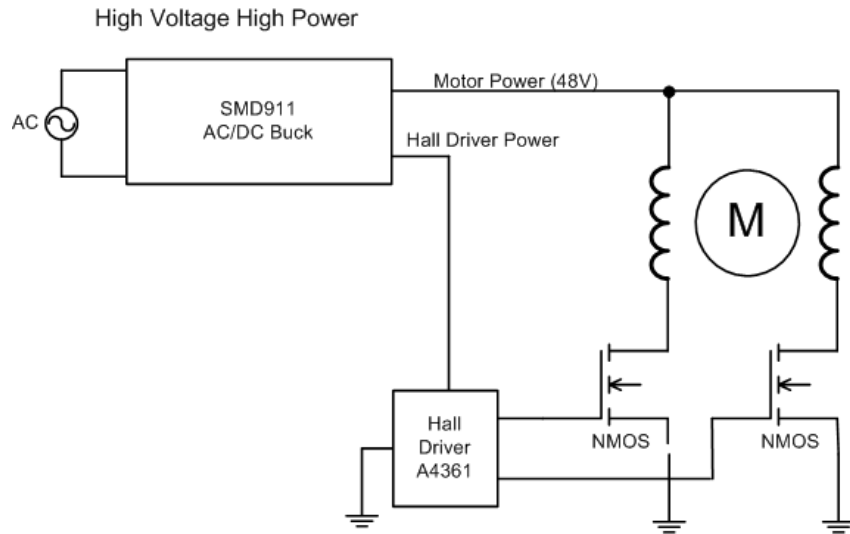 High Voltage High Power
AC
SMD911
AC/DC Buck
Motor Power (48V)
Hall Driver Power
M
Hall
Driver
A4361
NMOS
NMOS